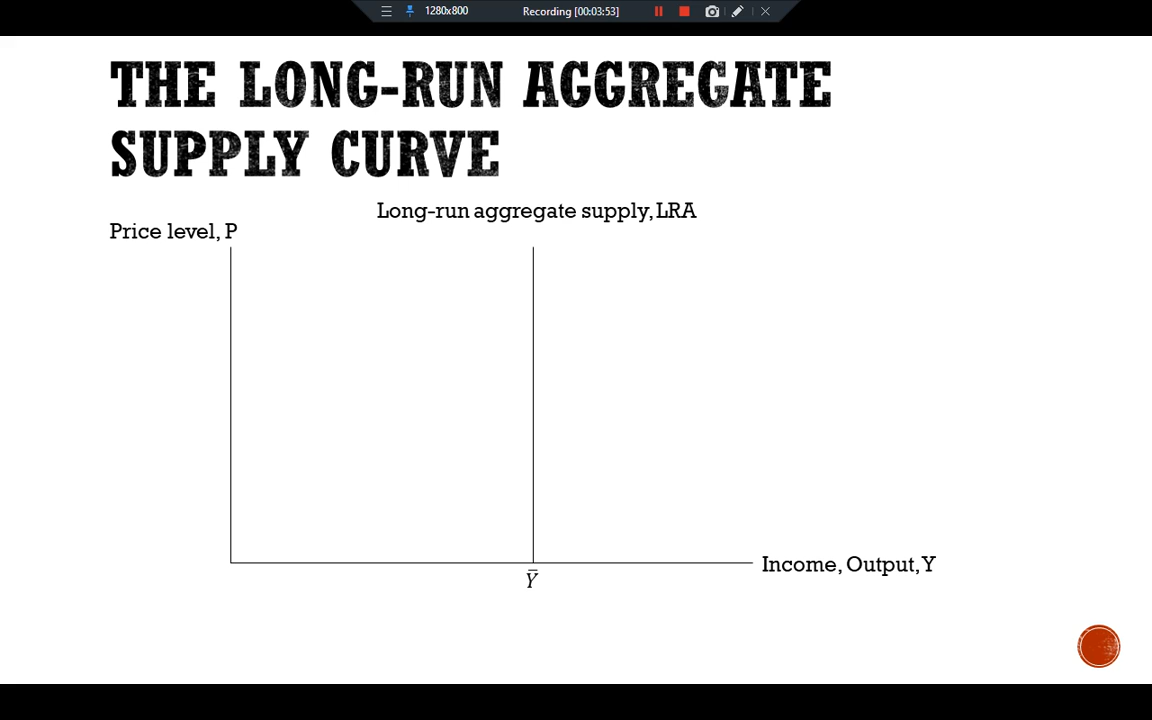 1280x800
Recording [00:03:53]
THE LONG-RUN AGGREGATE
SUPPLY CURVE
Long-run aggregate supply, LRA
Price level, P
Income, Output, Y
Ȳ